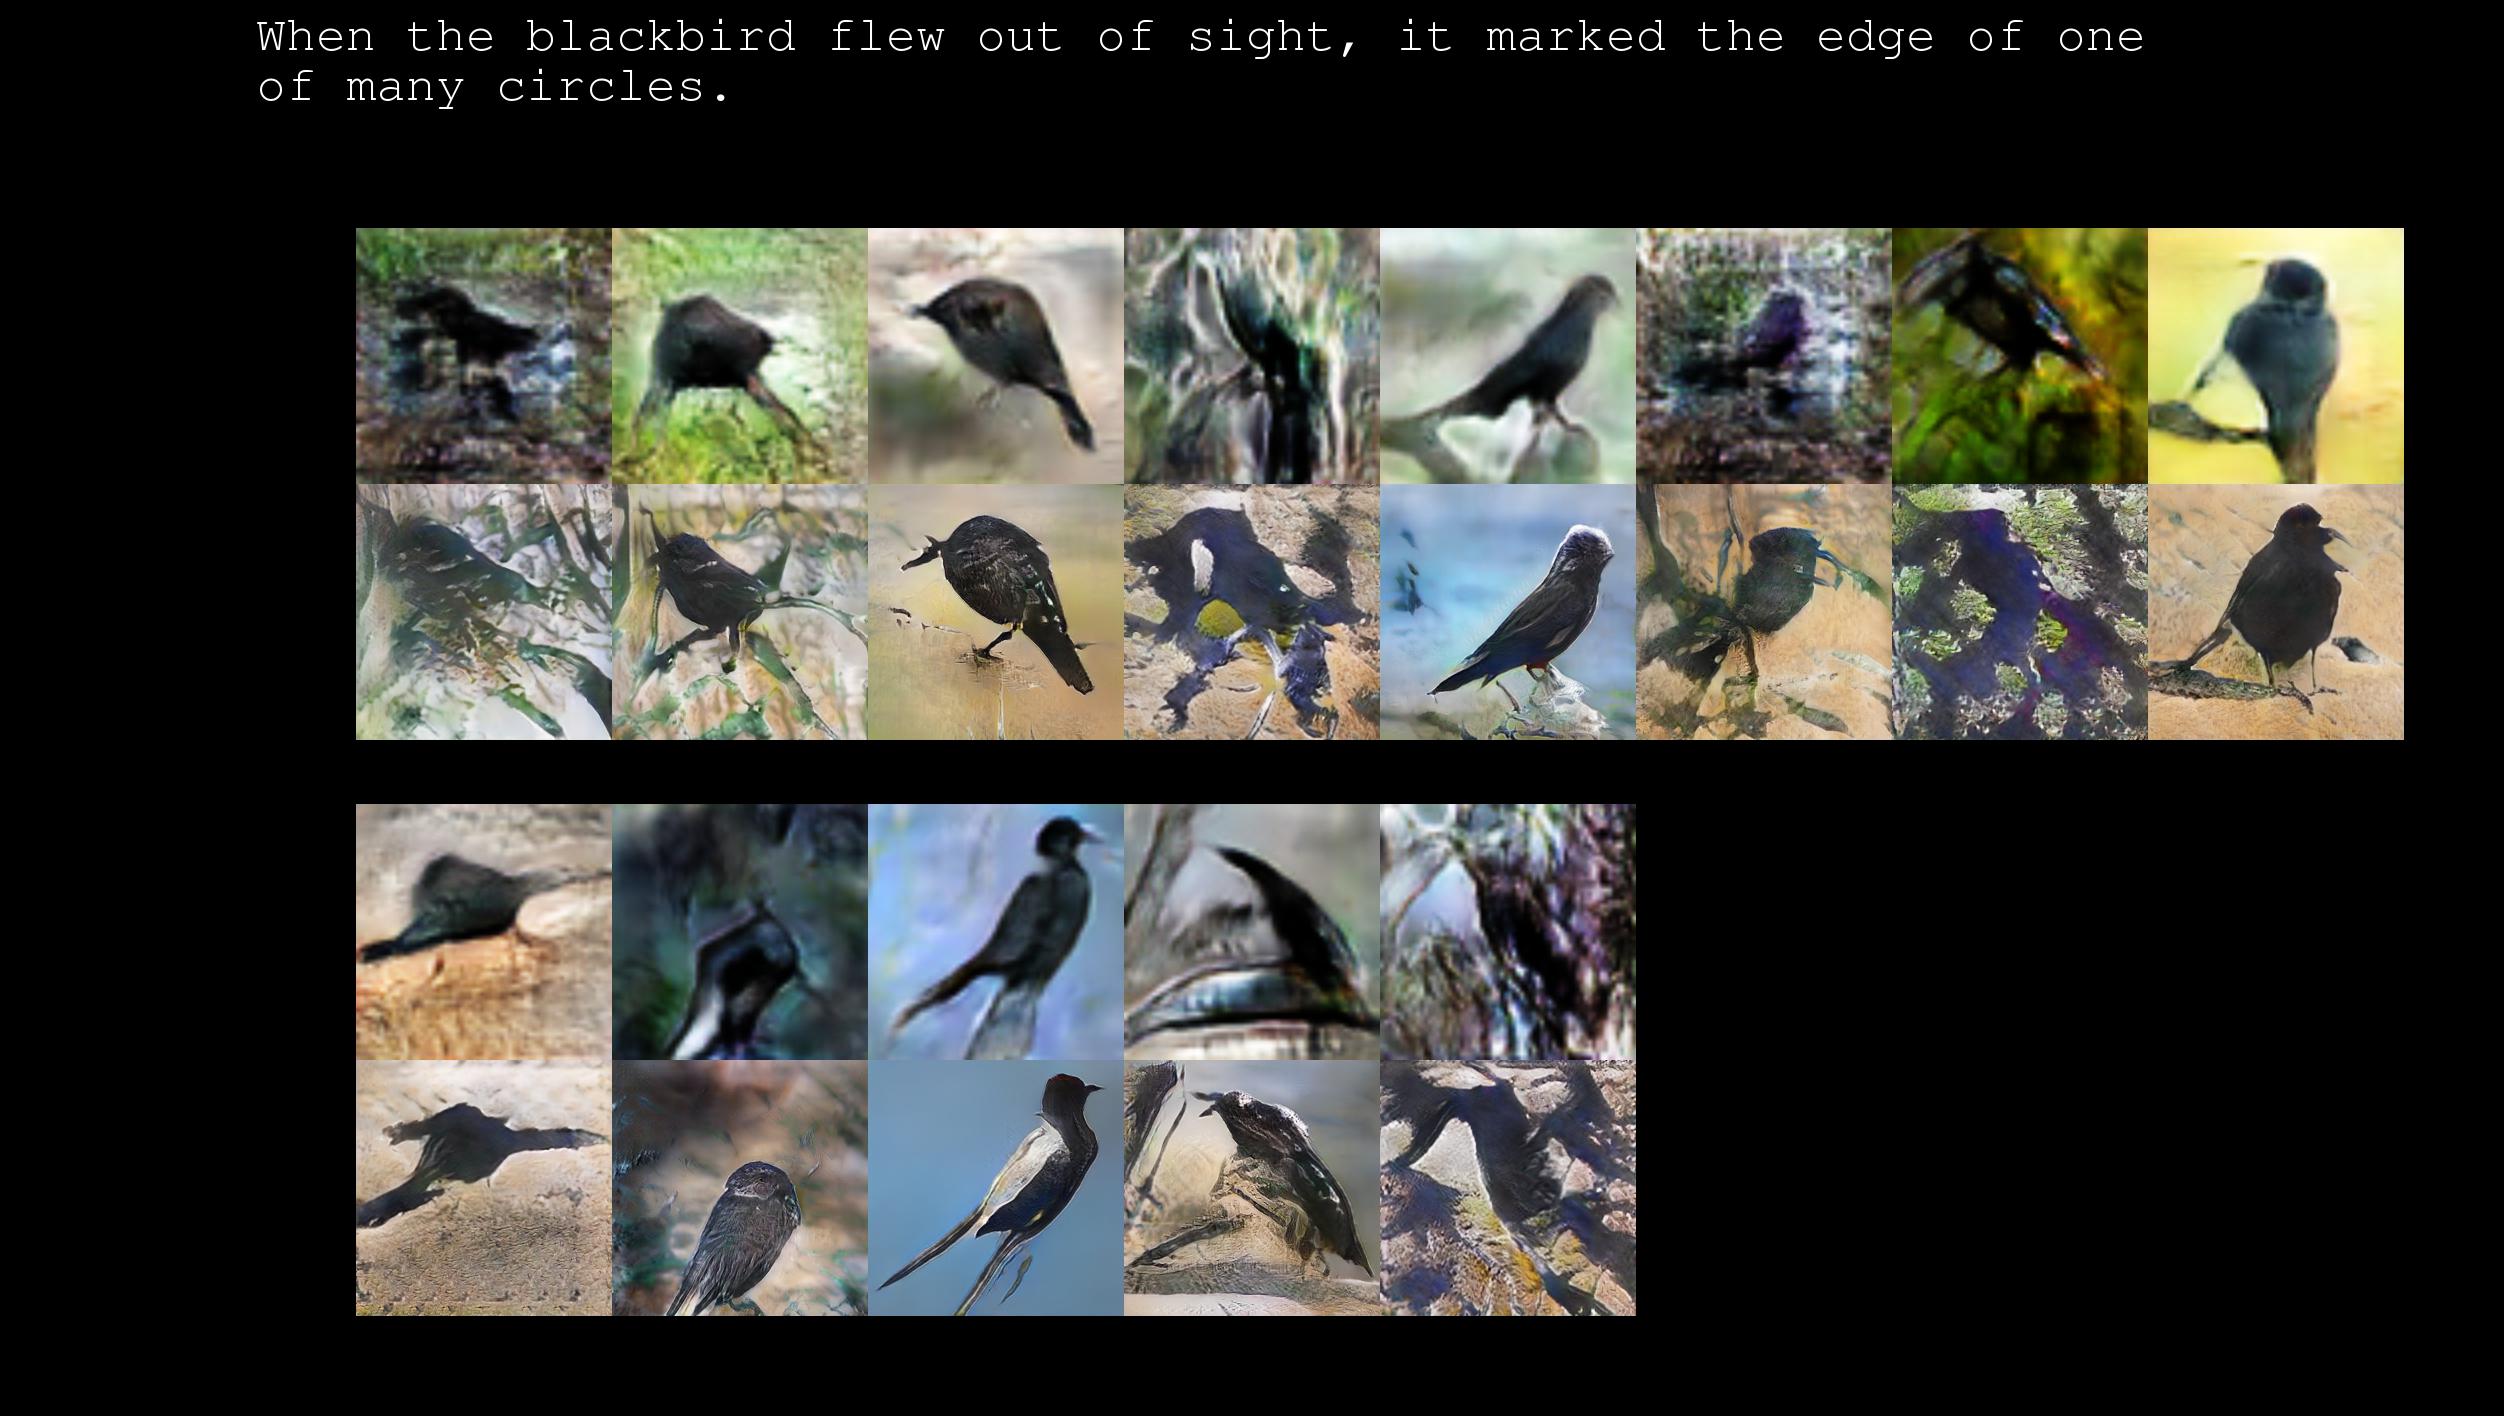 When the blackbird flew out of sight, it marked the edge of one
of many circles.